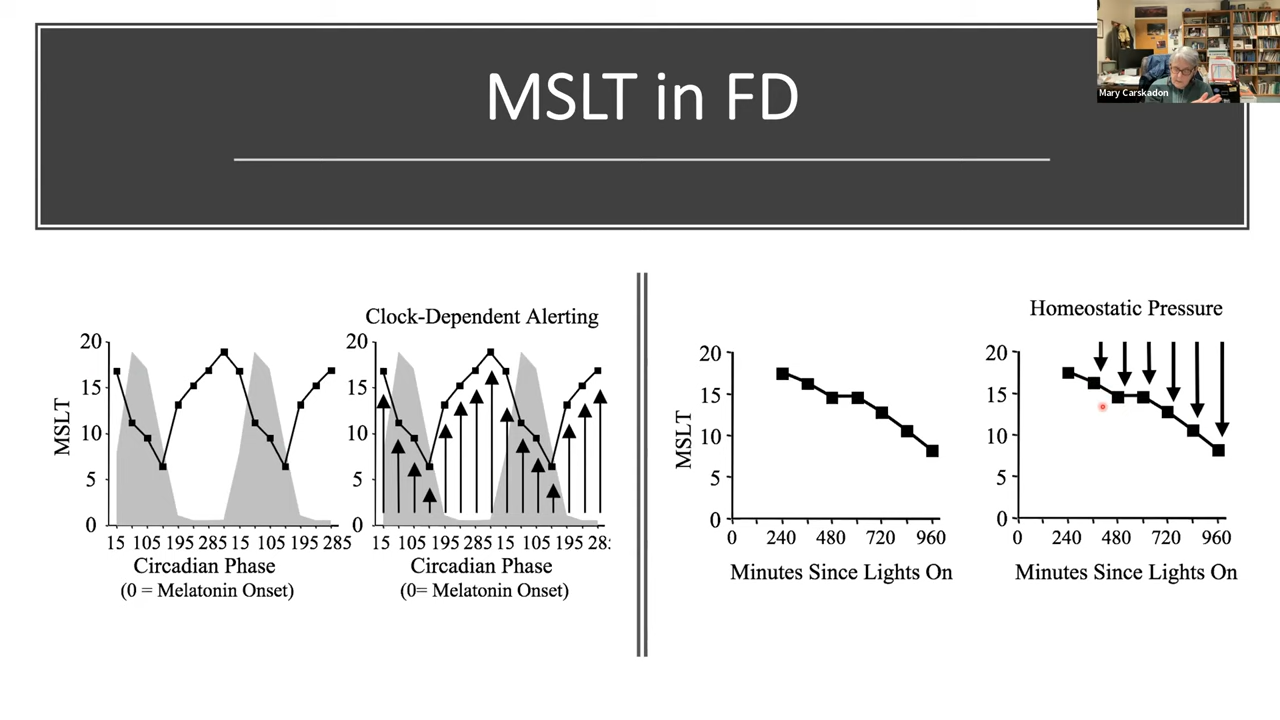 MSLT in FD
Mary Carskadon
Clock-Dependent Alerting
20
15
10
5
0
MSLT
15 105 195 285 15 105 195 285
Circadian Phase
(0 = Melatonin Onset)
20
15
10
5
0
15 105 195 285 15 105 195 28:
Circadian Phase
(0= Melatonin Onset)
20
15
10
5
0
MSLT
0 240 480 720 960
Minutes Since Lights On
Homeostatic Pressure
20
15
10
5
0
0 240 480 720 960
Minutes Since Lights On